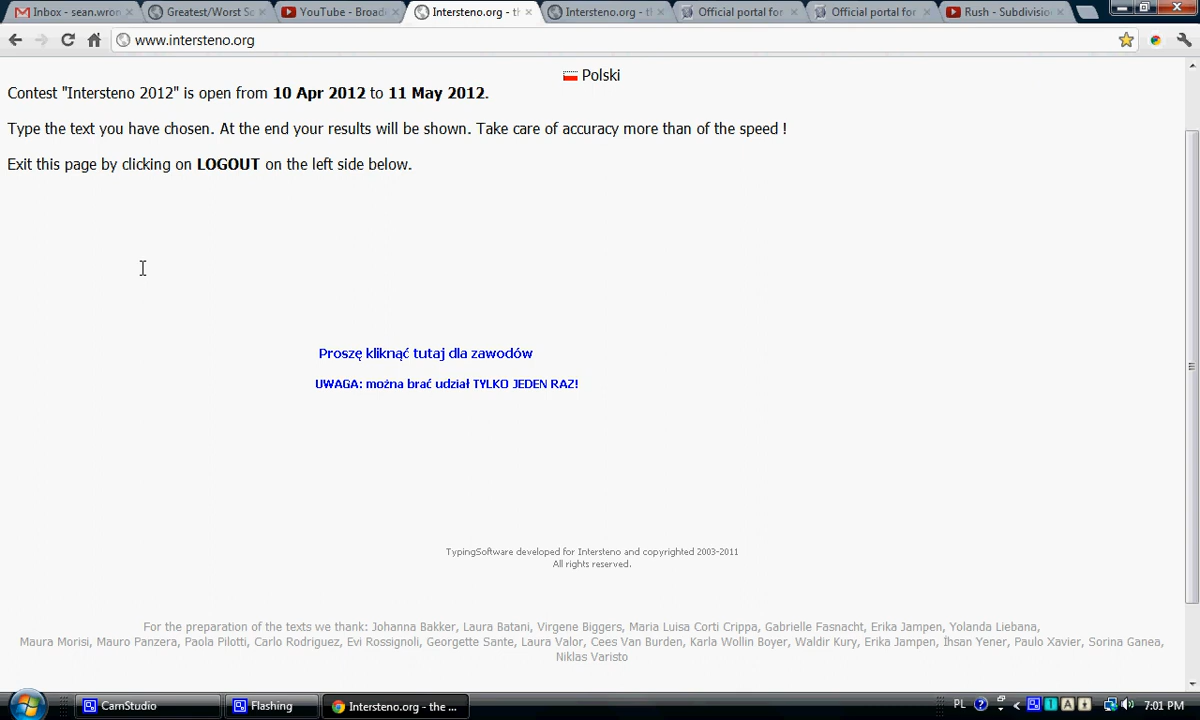 Inbox - sean.wron
Greatest/Worst So
YouTube - Broad
Intersteno.org - th
Intersteno.org - th
Official portal for
Official portal for
Rush - Subdivisio
www.intersteno.org
Polski
Contest "Intersteno 2012" is open from 10 Apr 2012 to 11 May 2012.
Type the text you have chosen. At the end your results will be shown. Take care of accuracy more than of the speed !
Exit this page by clicking on LOGOUT on the left side below.
Proszę kliknąć tutaj dla zawodów
UWAGA: można brać udział TYLKO JEDEN RAZ!
TypingSoftware developed for Intersteno and copyrighted 2003-2011
All rights reserved.
For the preparation of the texts we thank: Johanna Bakker, Laura Batani, Virgene Biggers, Maria Luisa Corti Crippa, Gabrielle Fasnacht, Erika Jampen, Yolanda Liebana,
Maura Morisi, Mauro Panzera, Paola Pilotti, Carlo Rodriguez, Evi Rossignoli, Georgette Sante, Laura Valor, Cees Van Burden, Karla Wollin Boyer, Waldir Kury, Erika Jampen, İhsan Yener, Paulo Xavier, Sorina Ganea,
Niklas Varisto
CamStudio
Flashing
Intersteno.org - the ...
PL
7:01 PM